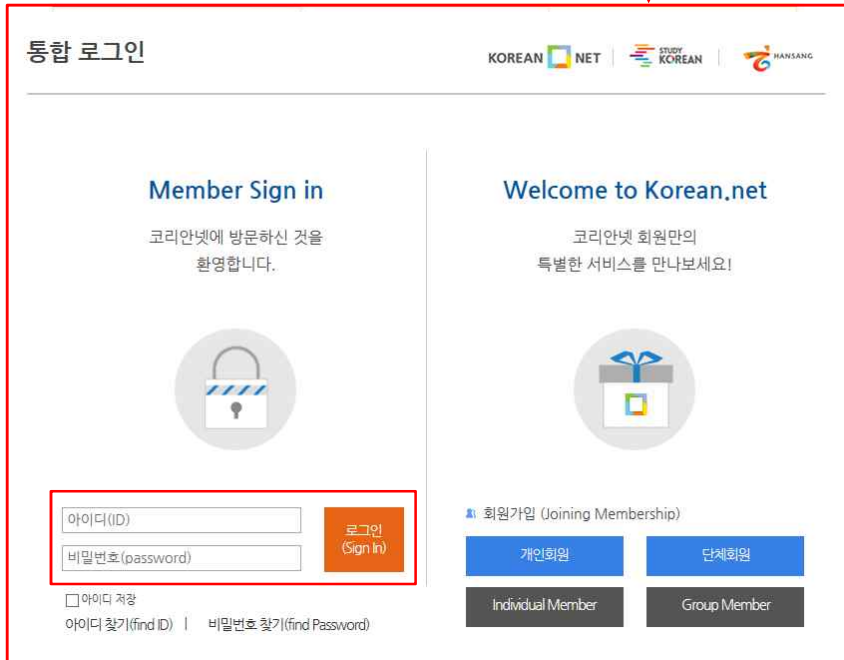 통합 로그인
KOREAN NET
STUDY KOREAN
HANSANG
Member Sign in
코리안넷에 방문하신 것을
환영합니다.
아이디(ID)
비밀번호(password)
로그인
(Sign In)
아이디 저장
아이디 찾기(find ID) | 비밀번호 찾기(find Password)
Welcome to Korean.net
코리안넷 회원만의
특별한 서비스를 만나보세요!
회원가입 (Joining Membership)
개인회원 단체회원
Individual Member Group Member